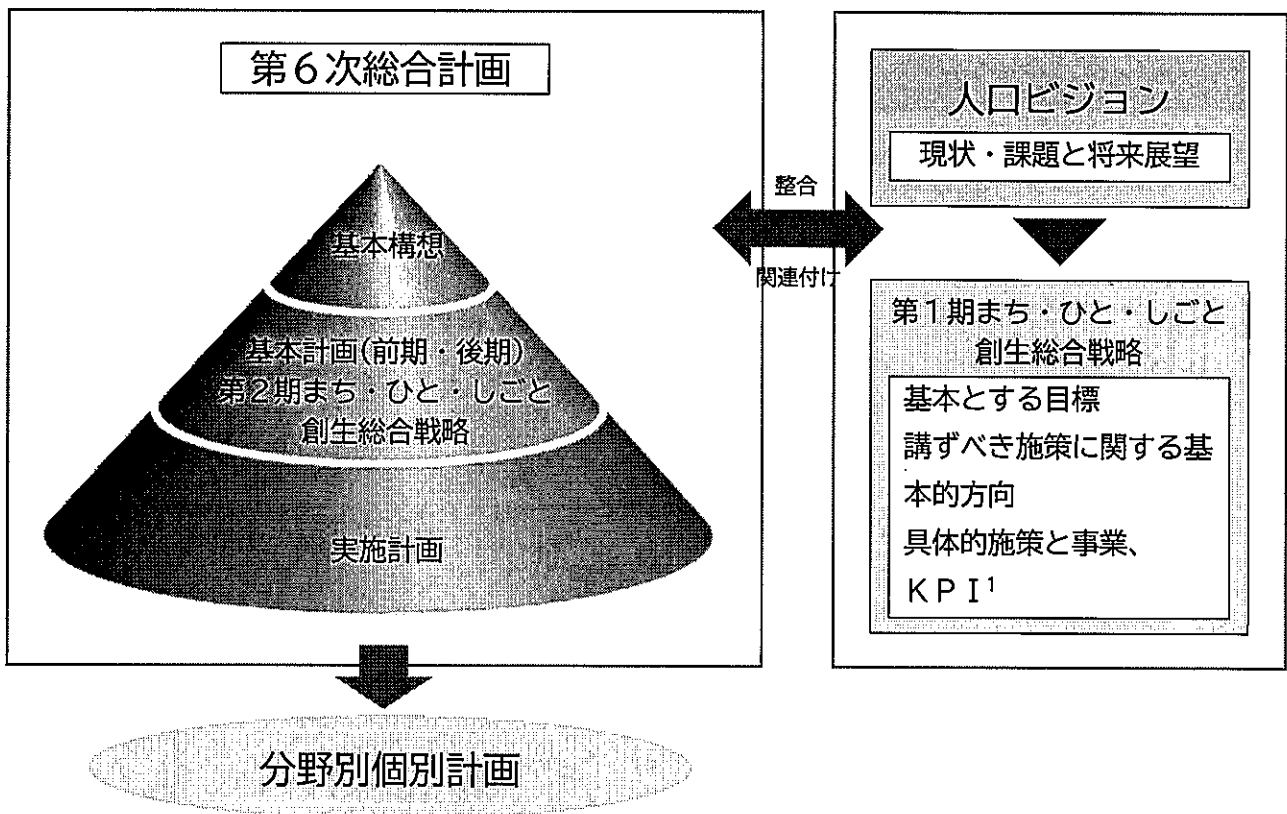 第６次総合計画
基本構想
基本計画(前期・後期)
第２期まち・ひと・しごと
創生総合戦略
実施計画
分野別個別計画
整合
関連付け
人口ビジョン
現状・課題と将来展望
第１期まち・ひと・しごと
創生総合戦略
基本とする目標
講ずべき施策に関する基
本的方向
具体的施策と事業、
ＫＰＩ¹